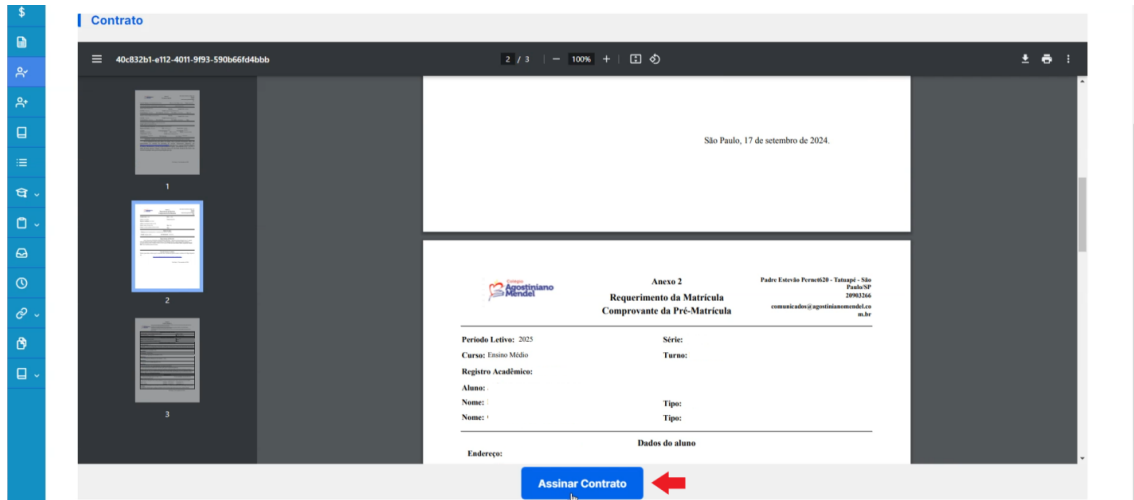 $
Contrato
40c832b1-e112-4011-9f93-590b66fd4bbb
2 / 3
100%
1
2
3
São Paulo, 17 de setembro de 2024.
Colégio
Agostiniano
Mendel
Anexo 2
Requerimento da Matrícula
Comprovante da Pré-Matrícula
Padre Estevão Pernet620 - Tatuapé - São
Paulo/SP
20903266
comunicados@agostinianomendel.co
m.br
Período Letivo: 2025
Série:
Curso: Ensino Médio
Turno:
Registro Acadêmico:
Aluno:
Nome:
Tipo:
Nome:
Tipo:
Dados do aluno
Endereço:
Assinar Contrato